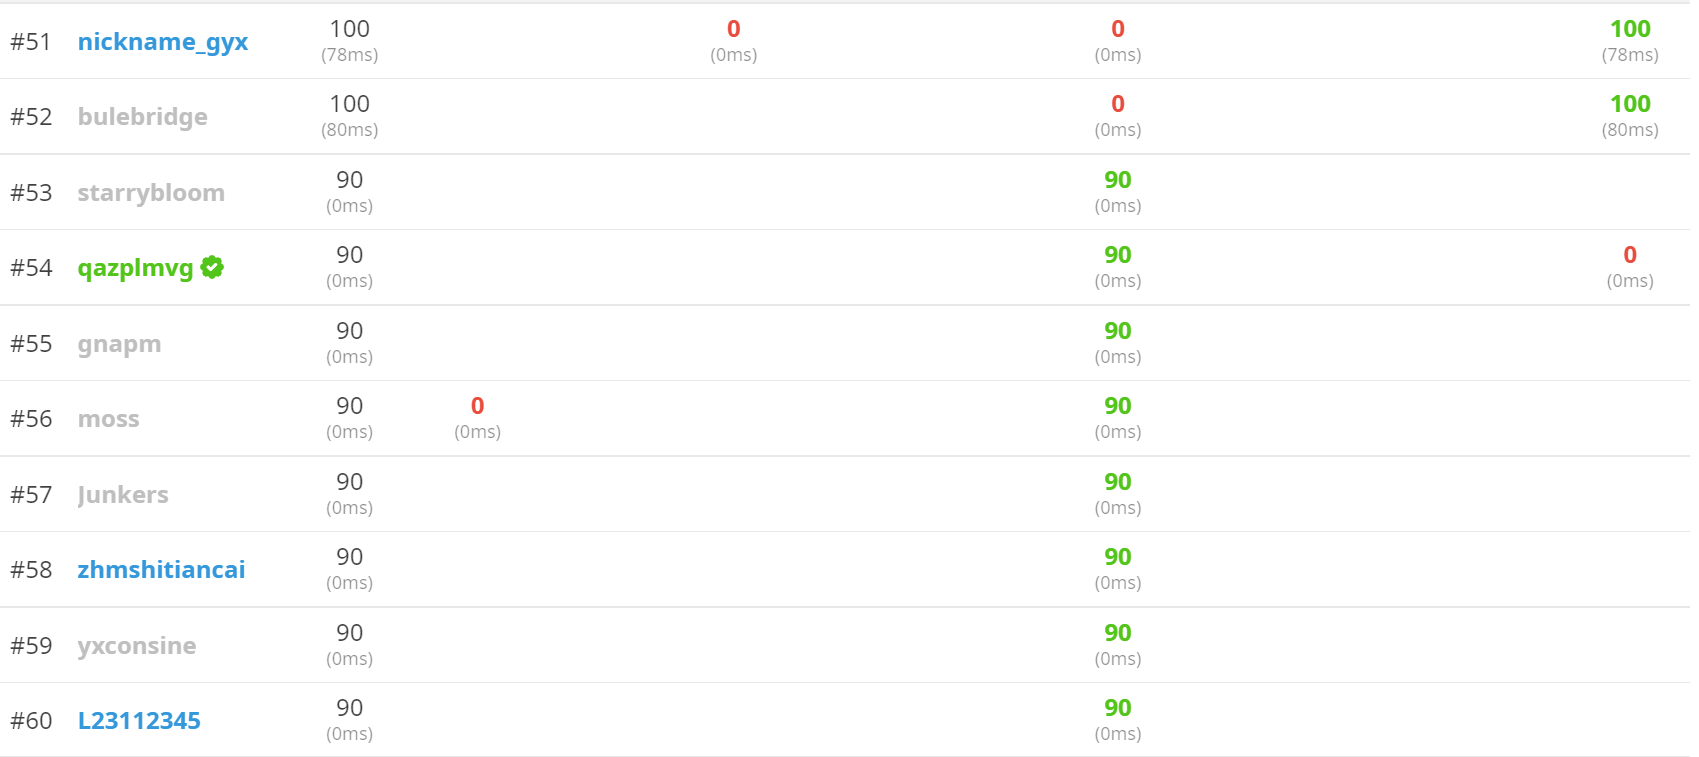 #51 nickname_gyx 100 0 0 100
(78ms) (0ms) (0ms) (78ms)
#52 bulebridge 100 0 100
(80ms) (0ms) (80ms)
#53 starrybloom 90 90
(0ms) (0ms)
#54 qazplmvg 90 90 0
(0ms) (0ms) (0ms)
#55 gnapm 90 90
(0ms) (0ms)
#56 moss 90 0 90
(0ms) (0ms) (0ms)
#57 Junkers 90 90
(0ms) (0ms)
#58 zhmshitiancai 90 90
(0ms) (0ms)
#59 yxconsine 90 90
(0ms) (0ms)
#60 L23112345 90 90
(0ms) (0ms)